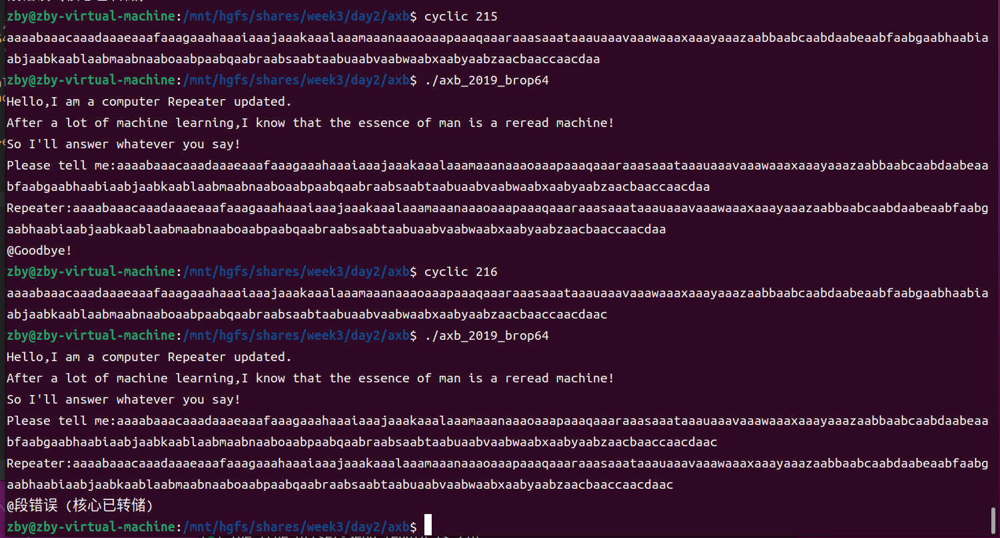 zby@zby-virtual-machine:/mnt/hgfs/shares/week3/day2/axb$ cyclic 215
aaaabaaacaaadaaaeaaafaaagaaahaaaiaaajaaakaaalaaamaaanaaaoaaapaaaqaaaraaasaaataaauaaavaaawaaaxaaayaaazaabbaabcaabdaabeaabfaabgaabhaabia
abjaabkaablaabmaabnaaboaabpaabqaabraabsaabtaabuaabvaabwaabxaabyaabzaacbaaccaacdaa
zby@zby-virtual-machine:/mnt/hgfs/shares/week3/day2/axb$ ./axb_2019_brop64
Hello,I am a computer Repeater updated.
After a lot of machine learning,I know that the essence of man is a reread machine!
So I'll answer whatever you say!
Please tell me:aaaabaaacaaadaaaeaaafaaagaaahaaaiaaajaaakaaalaaamaaanaaaoaaapaaaqaaaraaasaaataaauaaavaaawaaaxaaayaaazaabbaabcaabdaabeaa
bfaabgaabhaabiaabjaabkaablaabmaabnaaboaabpaabqaabraabsaabtaabuaabvaabwaabxaabyaabzaacbaaccaacdaa
Repeater:aaaabaaacaaadaaaeaaafaaagaaahaaaiaaajaaakaaalaaamaaanaaaoaaapaaaqaaaraaasaaataaauaaavaaawaaaxaaayaaazaabbaabcaabdaabeaabfaabg
aabhaabiaabjaabkaablaabmaabnaaboaabpaabqaabraabsaabtaabuaabvaabwaabxaabyaabzaacbaaccaacdaa
@Goodbye!
zby@zby-virtual-machine:/mnt/hgfs/shares/week3/day2/axb$ cyclic 216
aaaabaaacaaadaaaeaaafaaagaaahaaaiaaajaaakaaalaaamaaanaaaoaaapaaaqaaaraaasaaataaauaaavaaawaaaxaaayaaazaabbaabcaabdaabeaabfaabgaabhaabia
abjaabkaablaabmaabnaaboaabpaabqaabraabsaabtaabuaabvaabwaabxaabyaabzaacbaaccaacdaac
zby@zby-virtual-machine:/mnt/hgfs/shares/week3/day2/axb$ ./axb_2019_brop64
Hello,I am a computer Repeater updated.
After a lot of machine learning,I know that the essence of man is a reread machine!
So I'll answer whatever you say!
Please tell me:aaaabaaacaaadaaaeaaafaaagaaahaaaiaaajaaakaaalaaamaaanaaaoaaapaaaqaaaraaasaaataaauaaavaaawaaaxaaayaaazaabbaabcaabdaabeaa
bfaabgaabhaabiaabjaabkaablaabmaabnaaboaabpaabqaabraabsaabtaabuaabvaabwaabxaabyaabzaacbaaccaacdaac
Repeater:aaaabaaacaaadaaaeaaafaaagaaahaaaiaaajaaakaaalaaamaaanaaaoaaapaaaqaaaraaasaaataaauaaavaaawaaaxaaayaaazaabbaabcaabdaabeaabfaabg
aabhaabiaabjaabkaablaabmaabnaaboaabpaabqaabraabsaabtaabuaabvaabwaabxaabyaabzaacbaaccaacdaac
@段错误 (核心已转储)
zby@zby-virtual-machine:/mnt/hgfs/shares/week3/day2/axb$